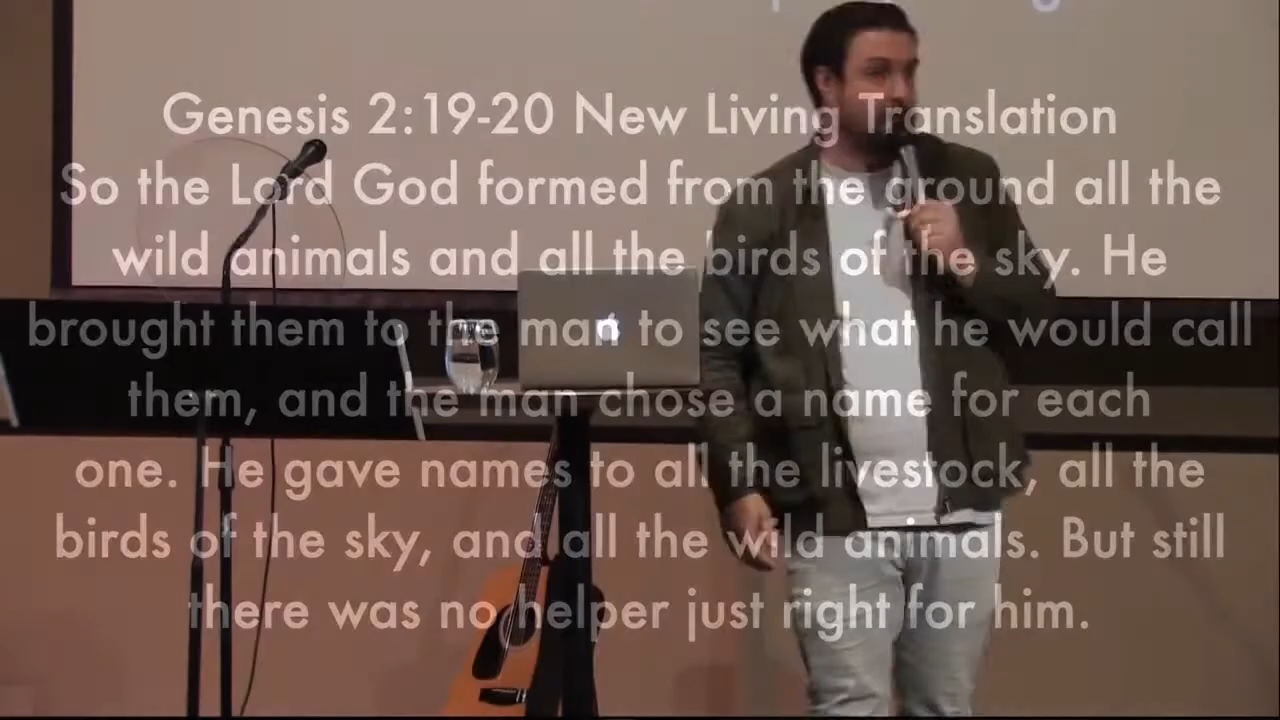 Genesis 2:19-20 New Living Translation
So the Lord God formed from the ground all the
wild animals and all the birds of the sky. He
brought them to the man to see what he would call
them, and the man chose a name for each
one. He gave names to all the livestock, all the
birds of the sky, and all the wild animals. But still
there was no helper just right for him.